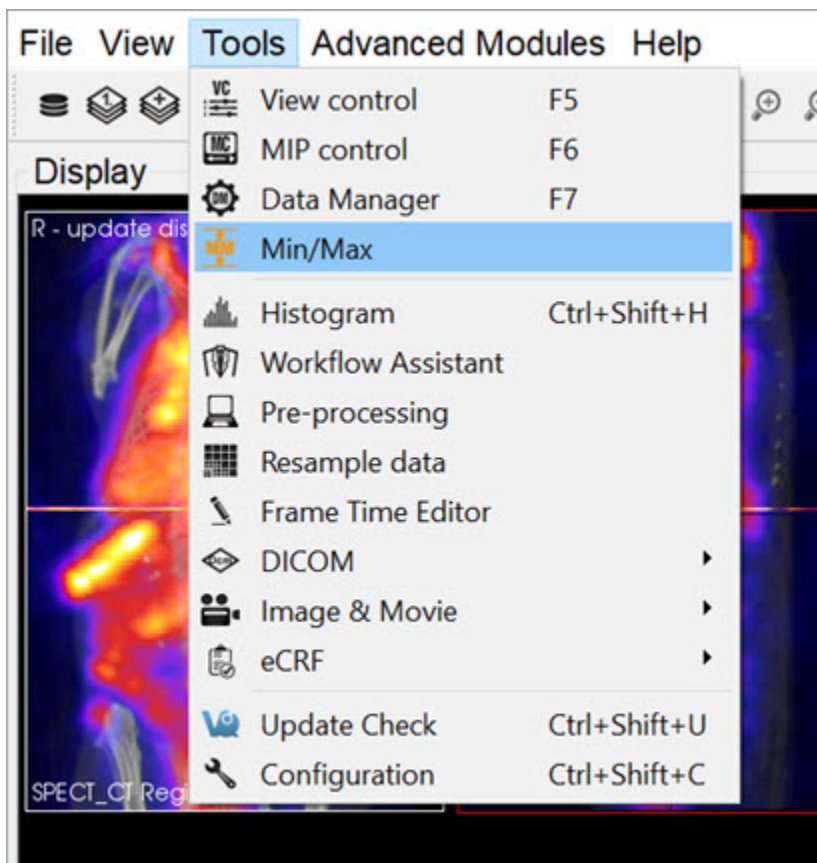 File View Tools Advanced Modules Help
VC View control F5
MC MIP control F6
Display
DM Data Manager F7
R - update
MM Min/Max
Histogram Ctrl+Shift+H
Workflow Assistant
Pre-processing
Resample data
Frame Time Editor
Dcm DICOM
Image & Movie
eCRF
Update Check Ctrl+Shift+U
Configuration Ctrl+Shift+C
SPECT_CT